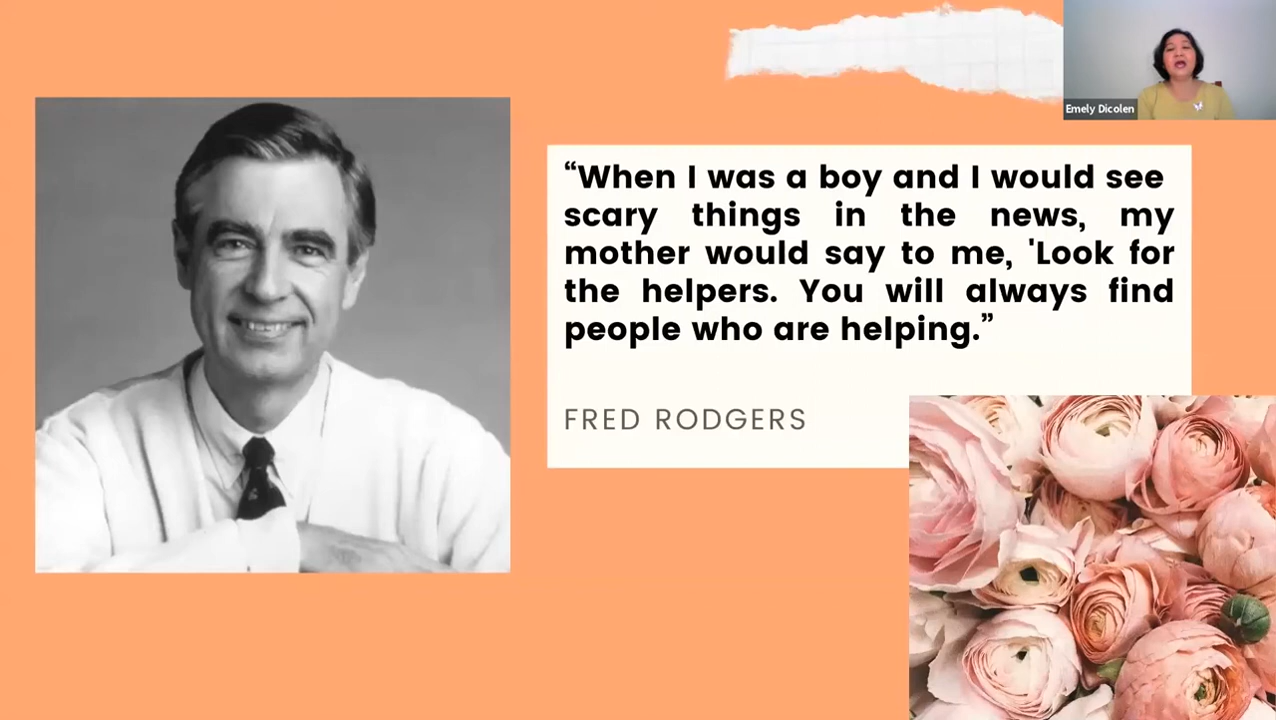 Emely Dicolen
“When I was a boy and I would see
scary things in the news, my
mother would say to me, 'Look for
the helpers. You will always find
people who are helping.”
FRED RODGERS